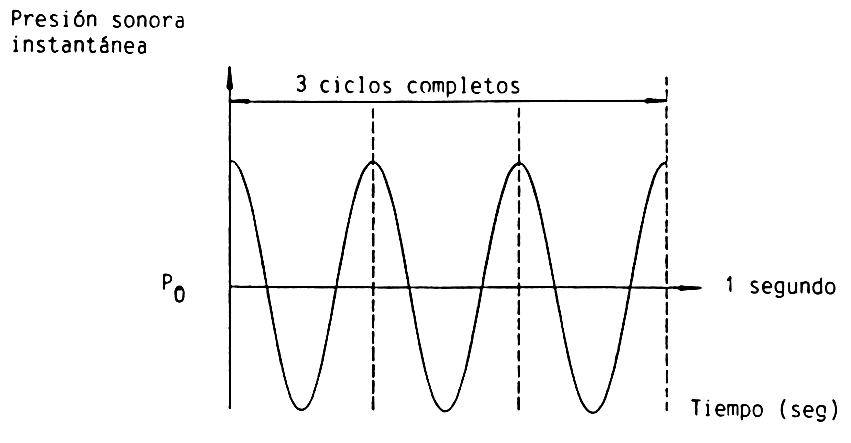 Presión sonora
instantánea
3 ciclos completos
P0
1 segundo
Tiempo (seg)